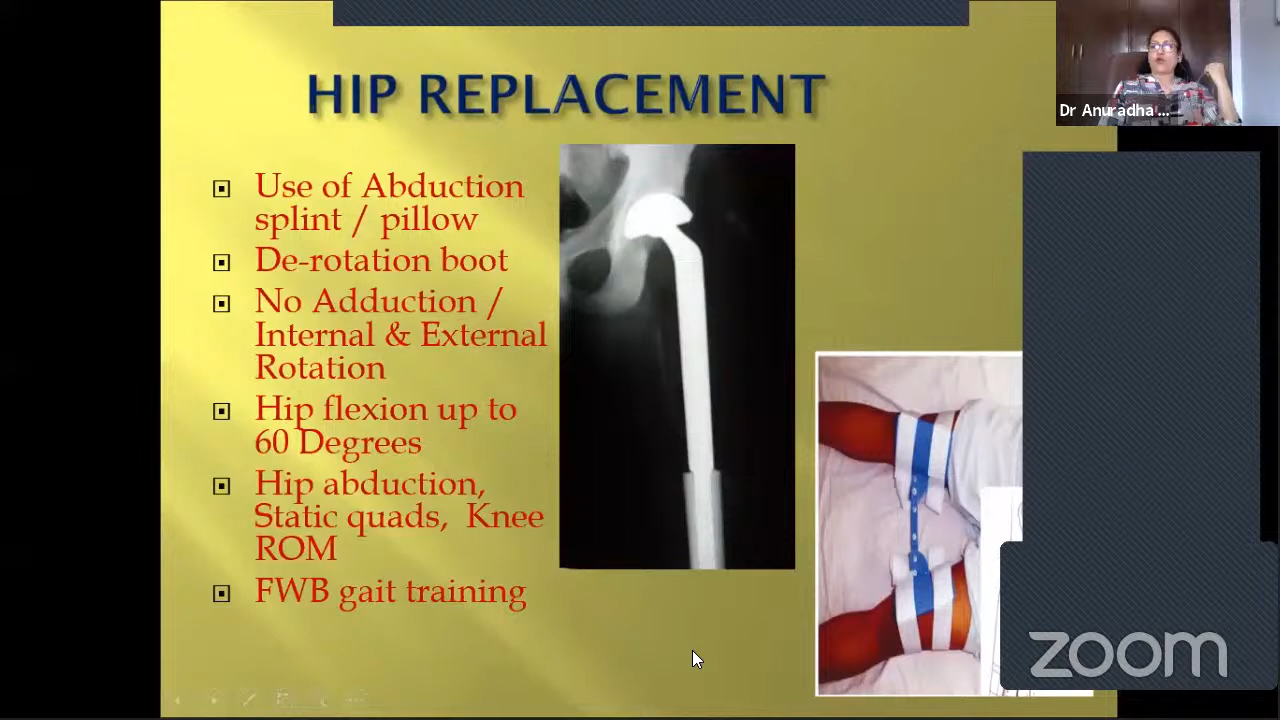 HIP REPLACEMENT
Use of Abduction
splint / pillow
De-rotation boot
No Adduction /
Internal & External
Rotation
Hip flexion up to
60 Degrees
Hip abduction,
Static quads,  Knee
ROM
FWB gait training
Dr Anuradha ...
zoom